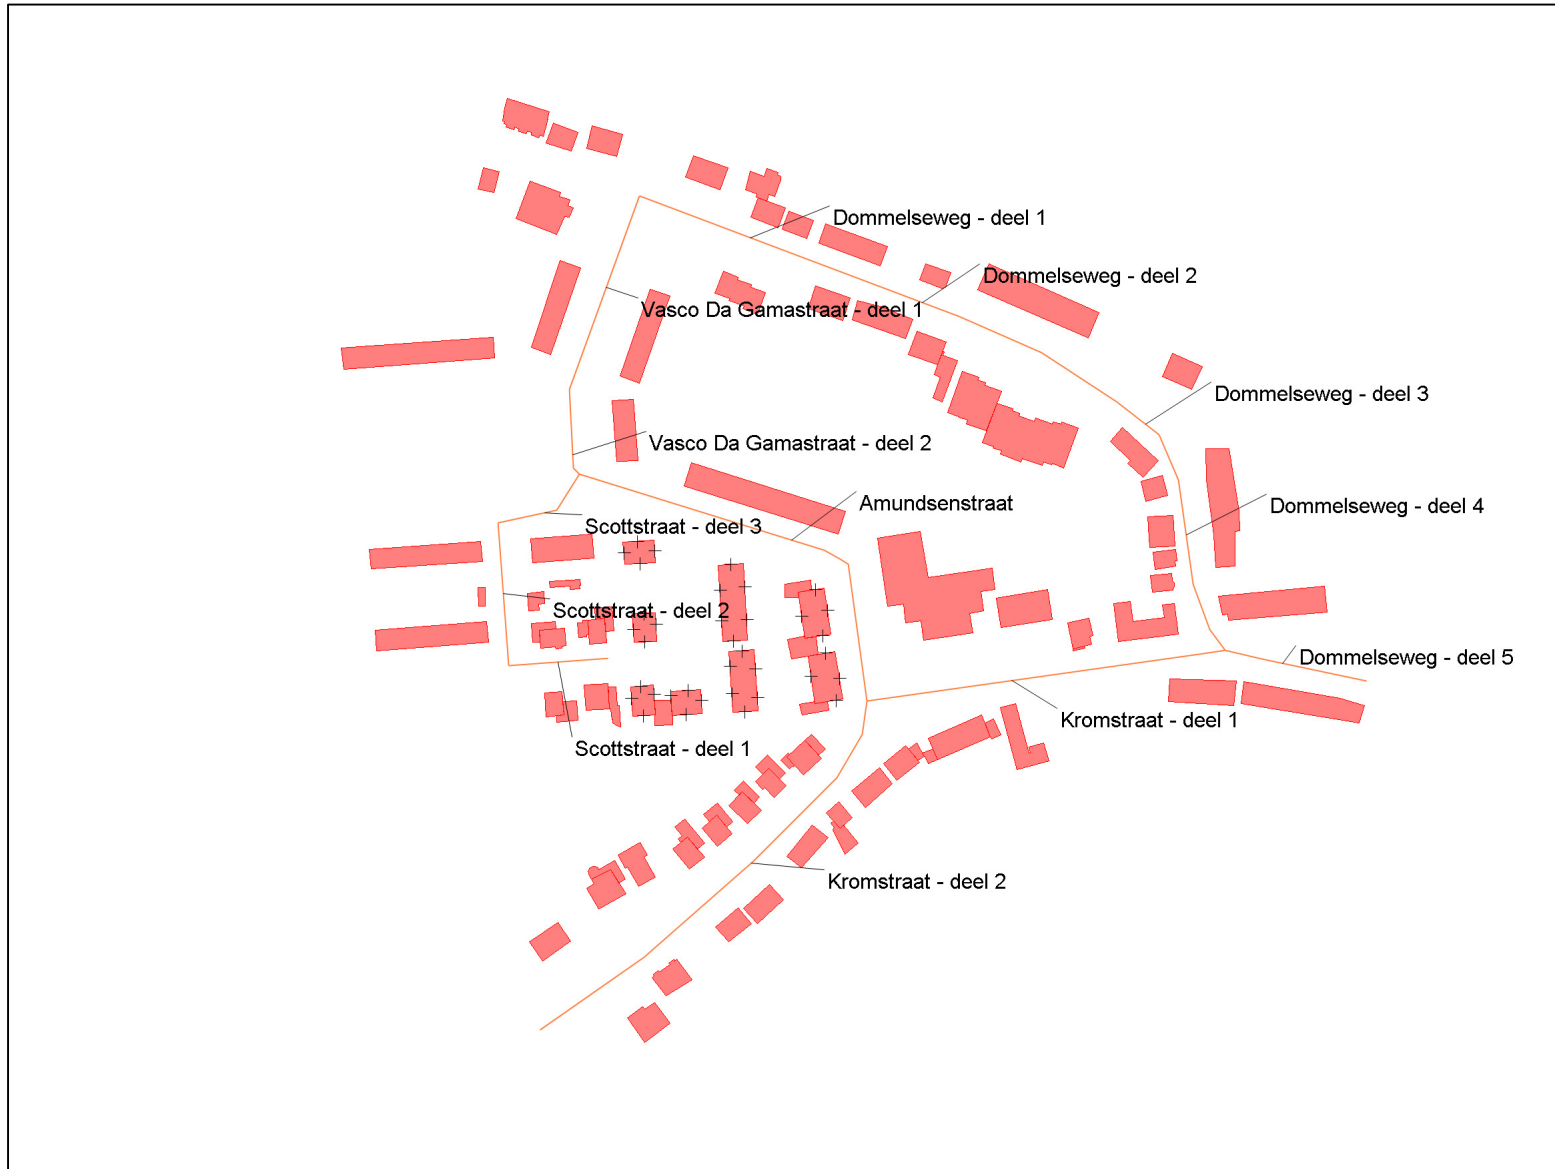 Dommelseweg - deel 1
Dommelseweg - deel 2
Vasco Da Gamastraat - deel 1
Dommelseweg - deel 3
Vasco Da Gamastraat - deel 2
Amundsenstraat
Dommelseweg - deel 4
Scottstraat - deel 3
Scottstraat - deel 2
Dommelseweg - deel 5
Kromstraat - deel 1
Scottstraat - deel 1
Kromstraat - deel 2